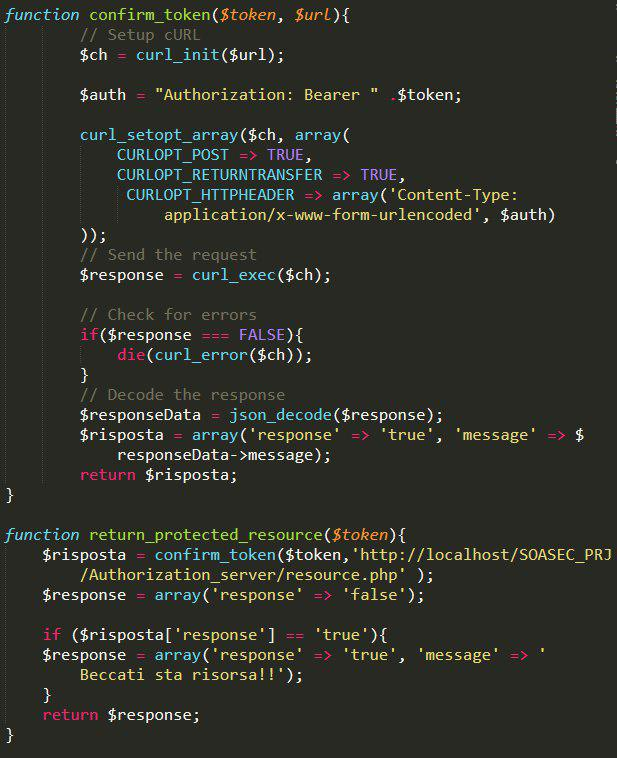 function confirm_token($token, $url){
// Setup cURL
$ch = curl_init($url);
$auth = "Authorization: Bearer " .$token;
curl_setopt_array($ch, array(
CURLOPT_POST => TRUE,
CURLOPT_RETURNTRANSFER => TRUE,
CURLOPT_HTTPHEADER => array('Content-Type:
application/x-www-form-urlencoded', $auth)
));
// Send the request
$response = curl_exec($ch);
// Check for errors
if($response === FALSE){
die(curl_error($ch));
}
// Decode the response
$responseData = json_decode($response);
$risposta = array('response' => 'true', 'message' => $
responseData->message);
return $risposta;
}
function return_protected_resource($token){
$risposta = confirm_token($token,'http://localhost/SOASEC_PRJ
/Authorization_server/resource.php' );
$response = array('response' => 'false');
if ($risposta['response'] == 'true'){
$response = array('response' => 'true', 'message' => '
Beccati sta risorsa!!');
}
return $response;
}